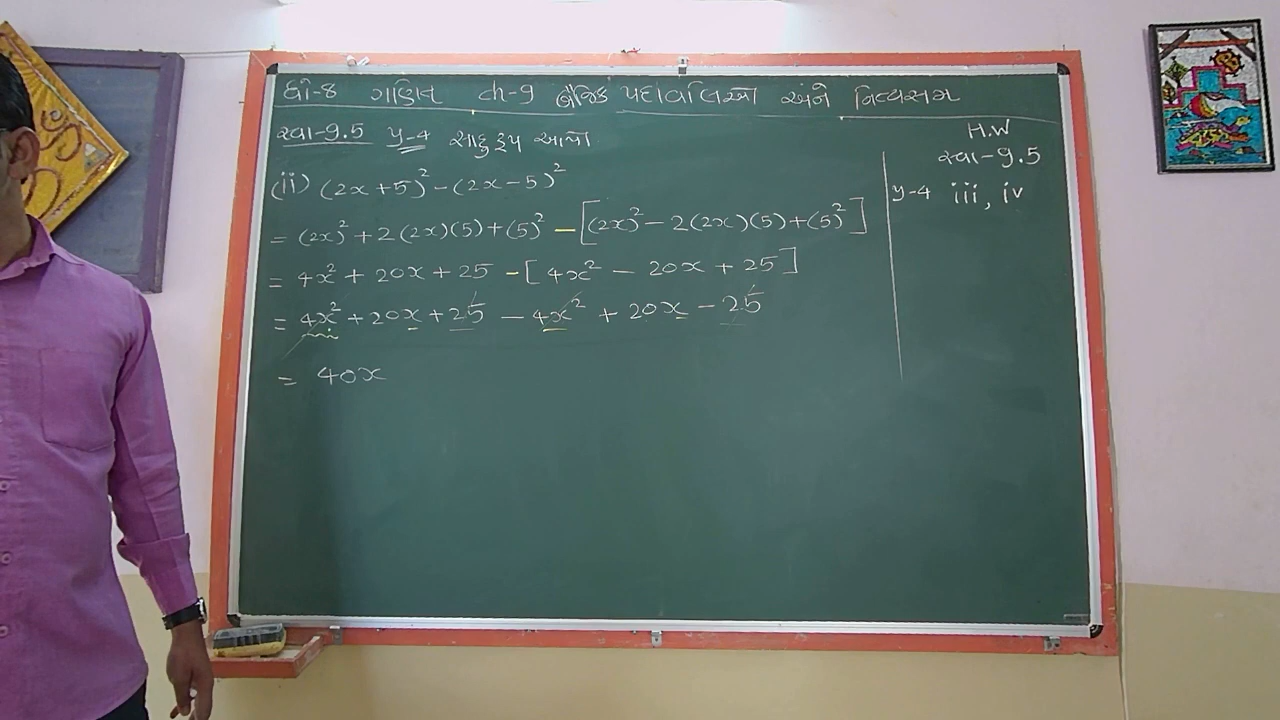 ધો-8 ગણિત ch-9 બૈજિક પદાવલિઓ અને નિત્યસમ
સ્વા-9.5 પ્ર-4 સાદુ રૂપ આપો
(ii) (2x+5)² - (2x-5)²
= (2x)² + 2(2x)(5) + (5)² - [(2x)² - 2(2x)(5) + (5)²]
= 4x² + 20x + 25 - [4x² - 20x + 25]
= 4x² + 20x + 25 - 4x² + 20x - 25
= 40x
H.W
સ્વા-9.5
પ્ર-4 iii, iv